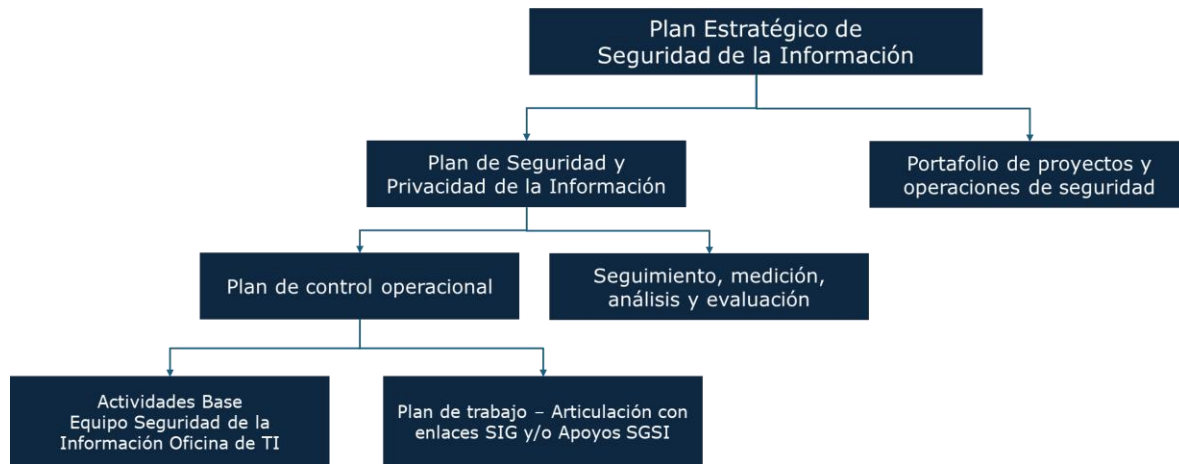 Plan Estratégico de
Seguridad de la Información
Plan de Seguridad y
Privacidad de la Información
Portafolio de proyectos y
operaciones de seguridad
Plan de control operacional
Seguimiento, medición,
análisis y evaluación
Actividades Base
Equipo Seguridad de la
Información Oficina de TI
Plan de trabajo – Articulación con
enlaces SIG y/o Apoyos SGSI